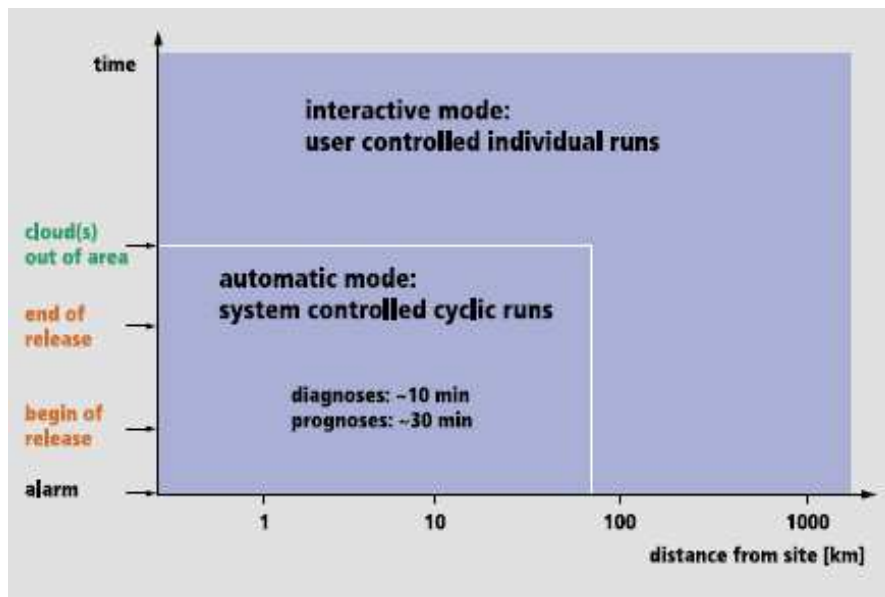 time
interactive mode:
user controlled individual runs
cloud(s)
out of area
automatic mode:
system controlled cyclic runs
end of
release
diagnoses: ~10 min
prognoses: ~30 min
begin of
release
alarm
1 10 100 1000
distance from site [km]